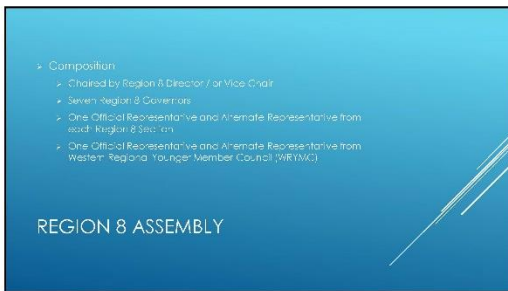 Composition
Chaired by Region 8 Director / or Vice Chair
Seven Region 8 Governors
One Official Representative and Alternate Representative from
each Region 8 Section
One Official Representative and Alternate Representative from
Western Regional Younger Member Council (WRYMC)
REGION 8 ASSEMBLY